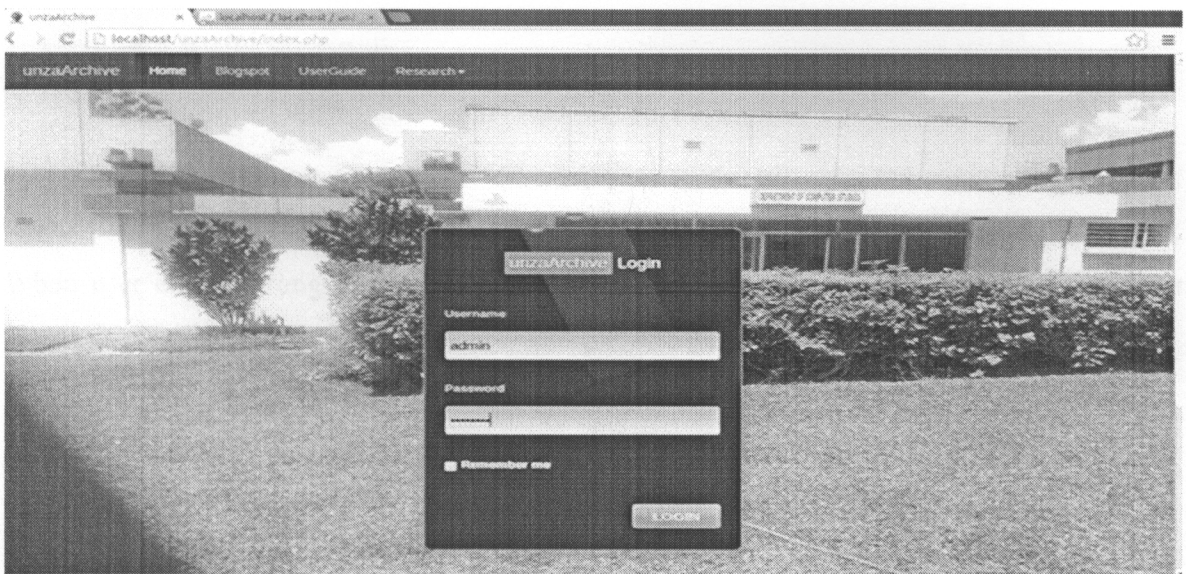 unzaArchive localhost / localhost / unz
localhost/unzaArchive/index.php
unzaArchive Home Blogspot UserGuide Research
unzaArchive Login
Username
admin
Password
Remember me
LOGIN